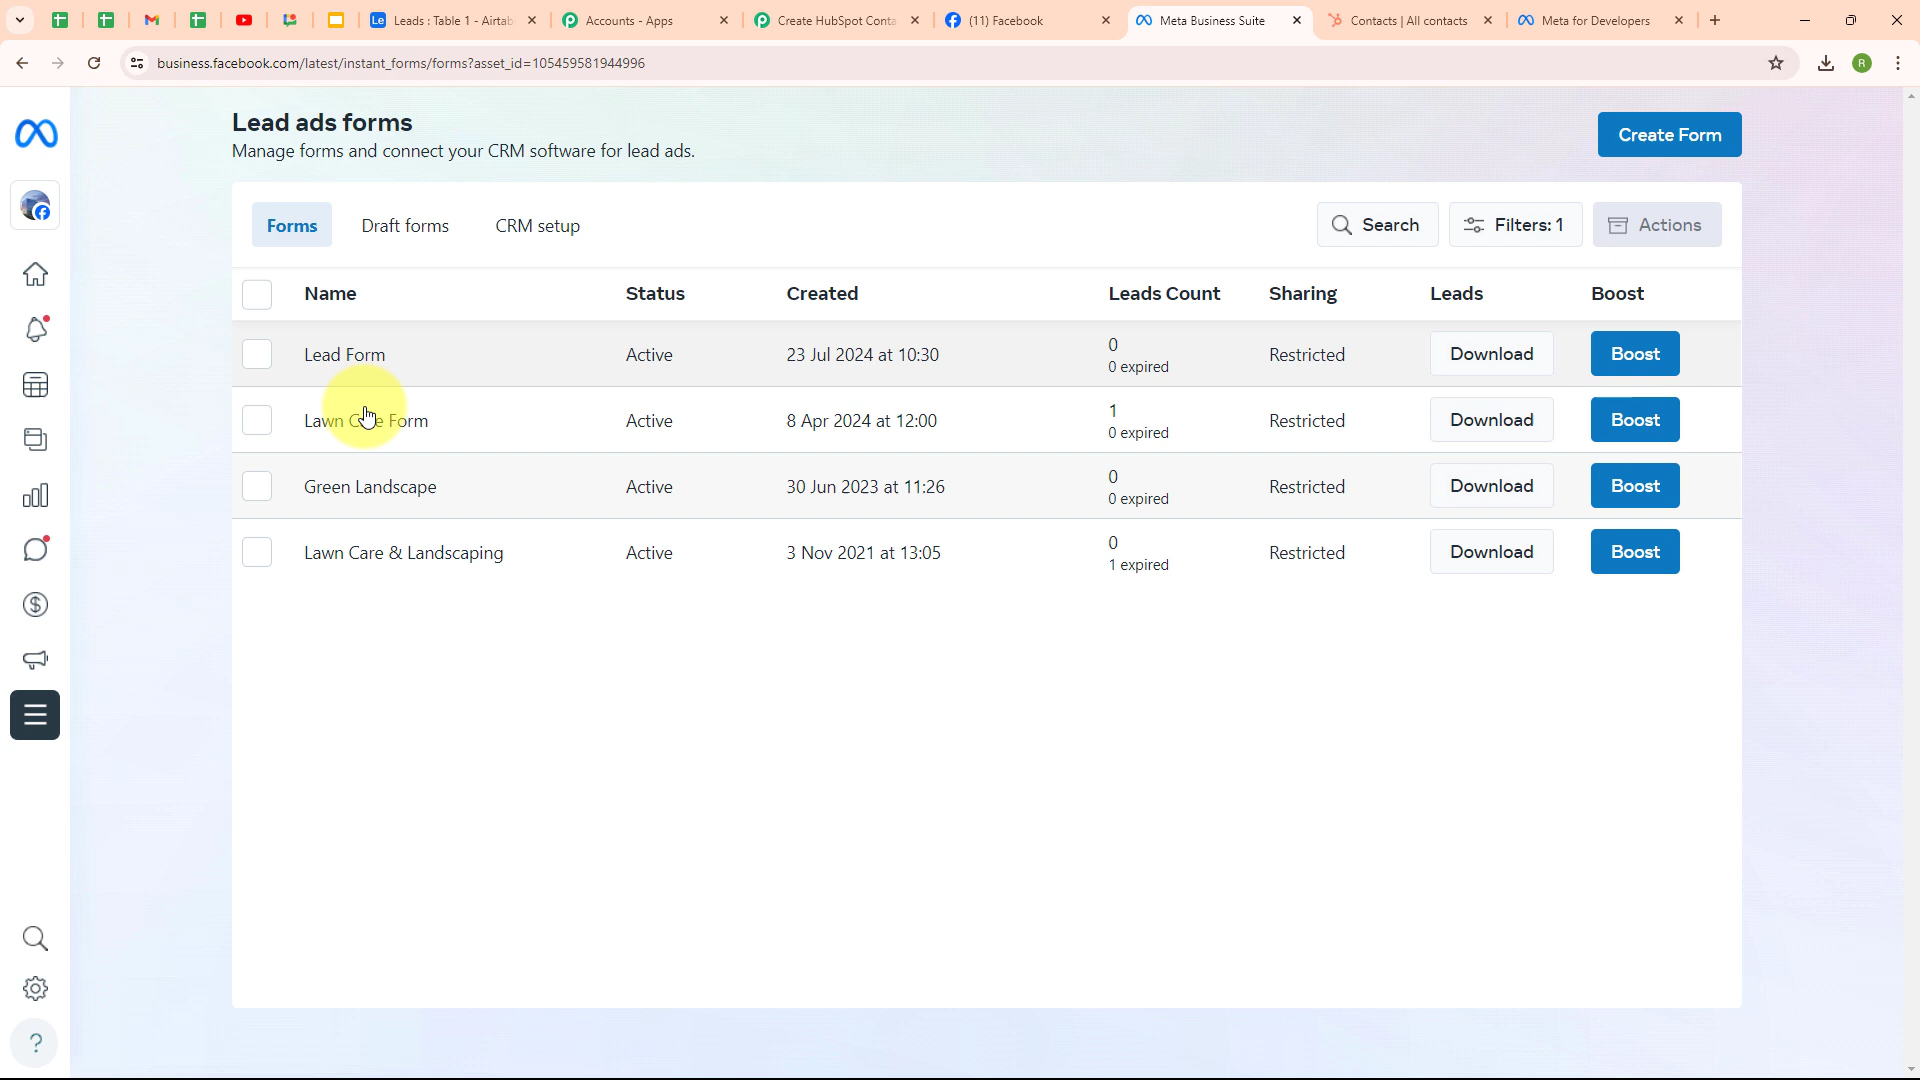 Leads : Table 1 - Airtab
Accounts - Apps
Create HubSpot Conta
(11) Facebook
Meta Business Suite
Contacts | All contacts
Meta for Developers
business.facebook.com/latest/instant_forms/forms?asset_id=105459581944996
R
Lead ads forms
Manage forms and connect your CRM software for lead ads.
Create Form
Forms Draft forms CRM setup Search Filters: 1 Actions
Name Status Created Leads Count Sharing Leads Boost
Lead Form Active 23 Jul 2024 at 10:30 0 Restricted Download Boost
0 expired
Lawn Care Form Active 8 Apr 2024 at 12:00 1 Restricted Download Boost
0 expired
Green Landscape Active 30 Jun 2023 at 11:26 0 Restricted Download Boost
0 expired
Lawn Care & Landscaping Active 3 Nov 2021 at 13:05 0 Restricted Download Boost
1 expired